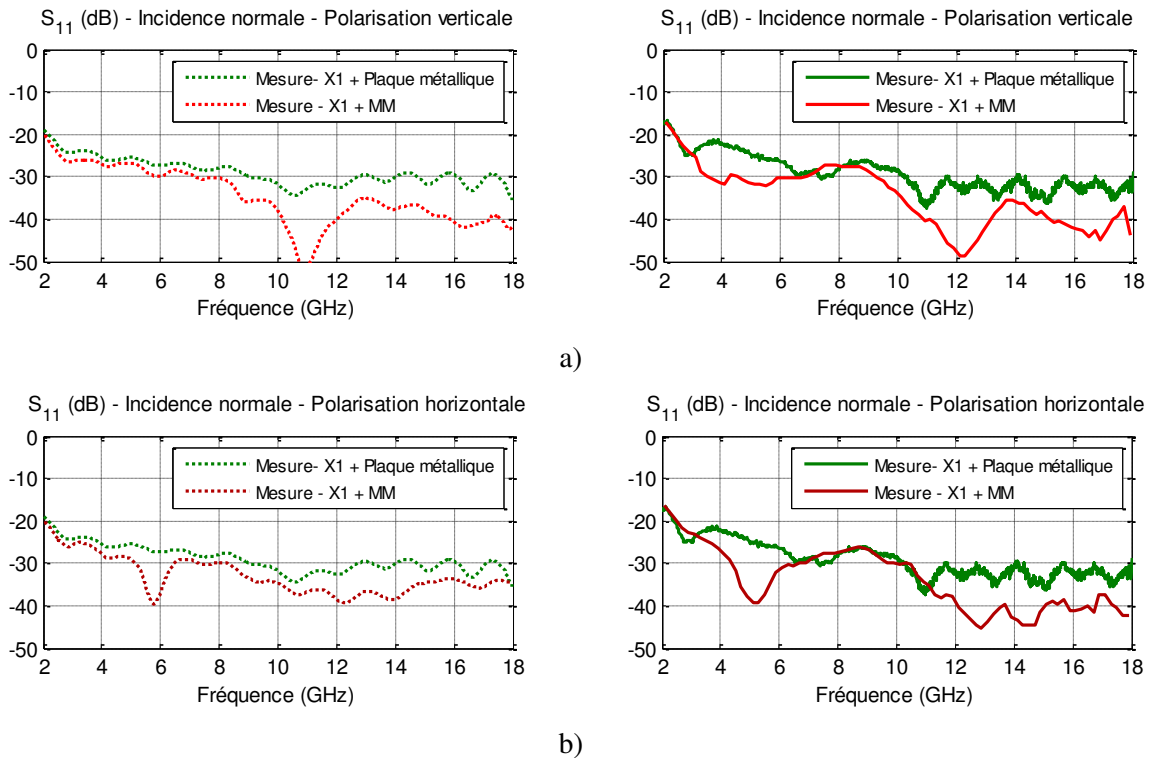 S11 (dB) - Incidence normale - Polarisation verticale
0
-10
-20
-30
-40
-50
2 4 6 8 10 12 14 16 18
Fréquence (GHz)
Mesure- X1 + Plaque métallique
Mesure - X1 + MM
S11 (dB) - Incidence normale - Polarisation verticale
0
-10
-20
-30
-40
-50
2 4 6 8 10 12 14 16 18
Fréquence (GHz)
Mesure- X1 + Plaque métallique
Mesure - X1 + MM
a)
S11 (dB) - Incidence normale - Polarisation horizontale
0
-10
-20
-30
-40
-50
2 4 6 8 10 12 14 16 18
Fréquence (GHz)
Mesure- X1 + Plaque métallique
Mesure - X1 + MM
S11 (dB) - Incidence normale - Polarisation horizontale
0
-10
-20
-30
-40
-50
2 4 6 8 10 12 14 16 18
Fréquence (GHz)
Mesure- X1 + Plaque métallique
Mesure - X1 + MM
b)